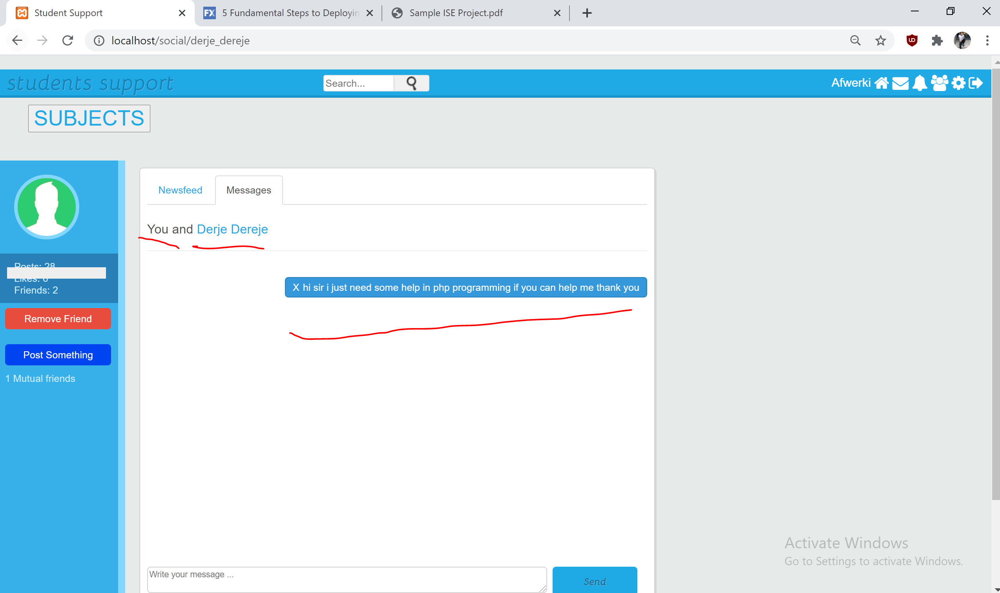 Student Support
5 Fundamental Steps to Deployin
Sample ISE Project.pdf
localhost/social/derje_dereje
students support
Search...
Afwerki
SUBJECTS
Newsfeed
Messages
You and Derje Dereje
Posts: 28
Likes: 6
Friends: 2
X hi sir i just need some help in php programming if you can help me thank you
Remove Friend
Post Something
1 Mutual friends
Activate Windows
Go to Settings to activate Windows.
Write your message ...
Send